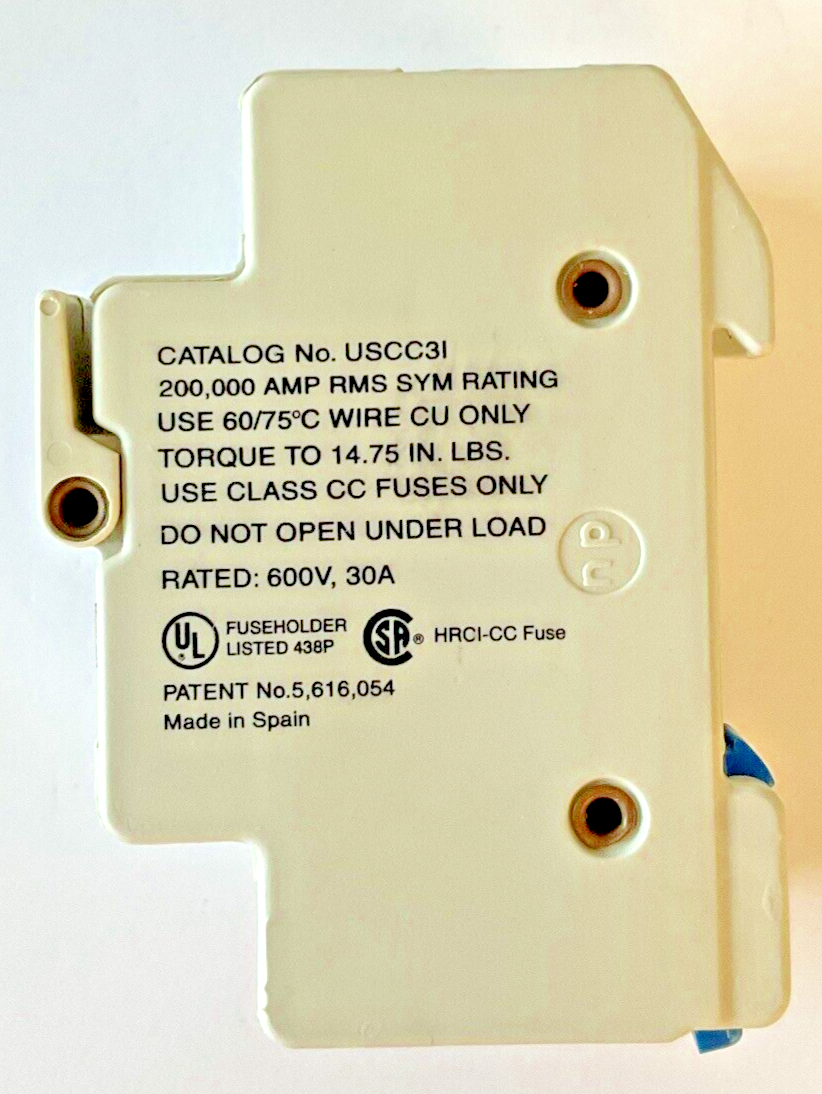 CATALOG No. USCC3I
200,000 AMP RMS SYM RATING
USE 60/75°C WIRE CU ONLY
TORQUE TO 14.75 IN. LBS.
USE CLASS CC FUSES ONLY
DO NOT OPEN UNDER LOAD
RATED: 600V, 30A
UL FUSEHOLDER
LISTED 438P
SA® HRCI-CC Fuse
PATENT No.5,616,054
Made in Spain